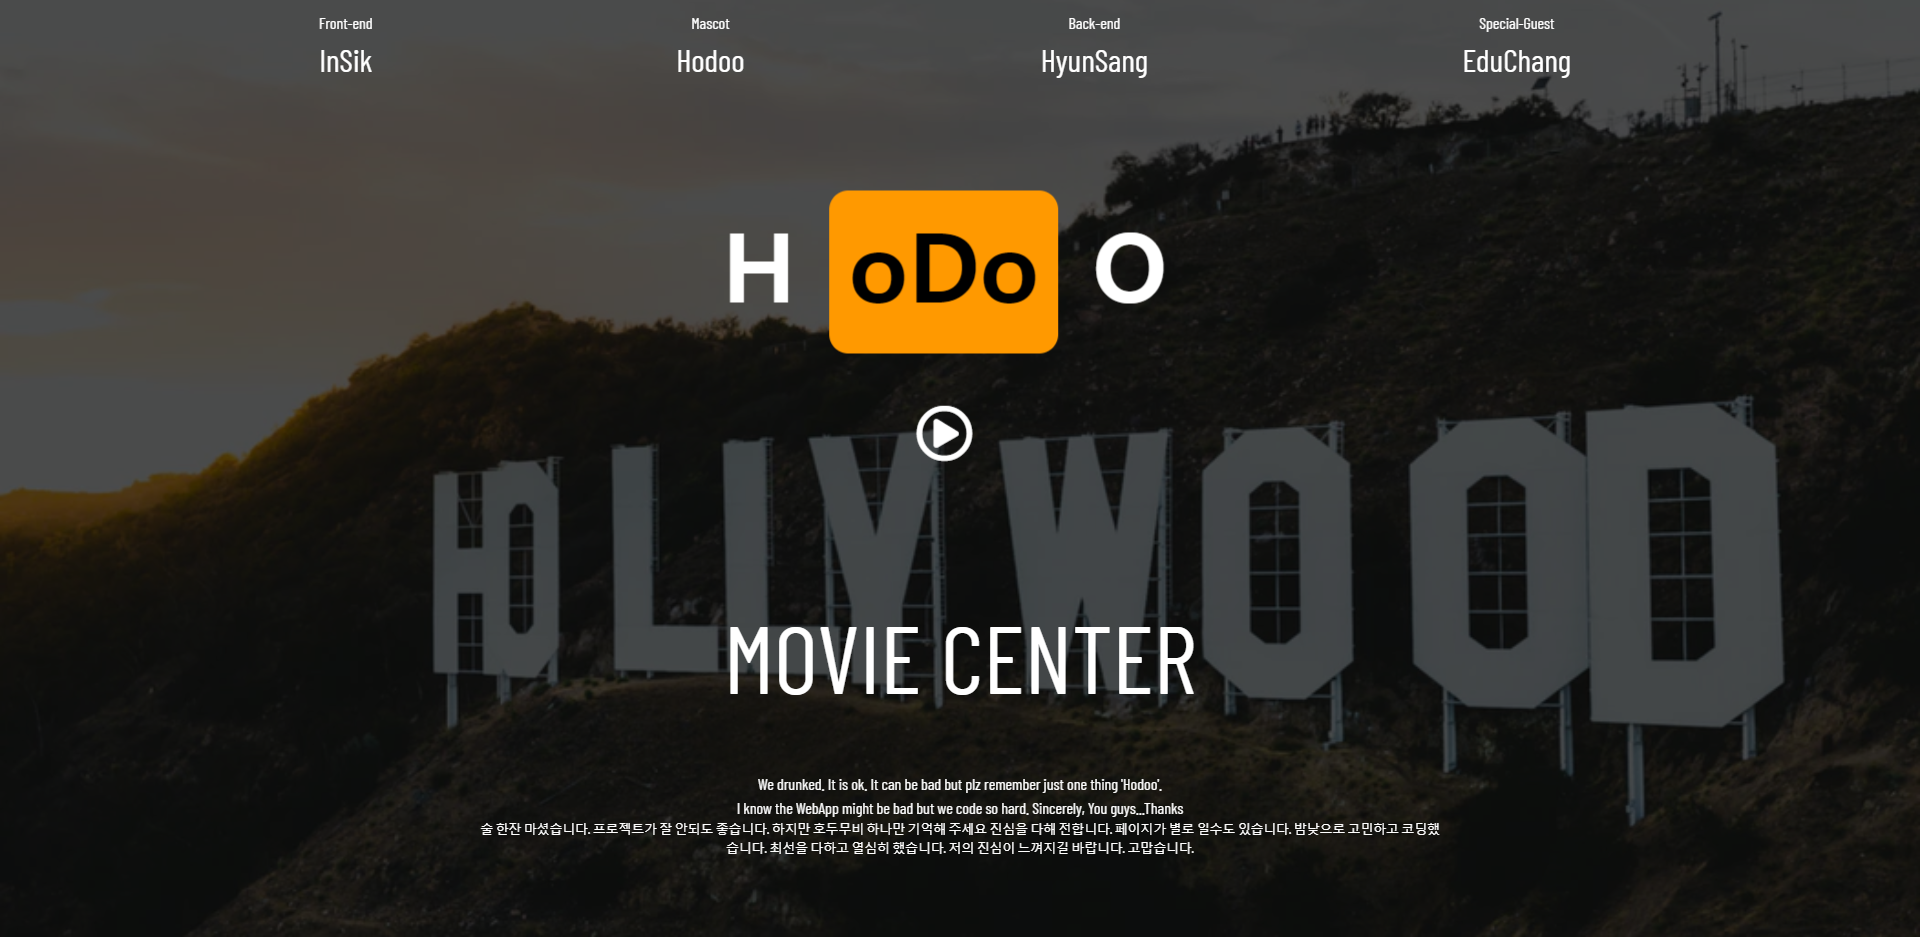 Front-end Mascot Back-end Special-Guest
InSik Hodoo HyunSang EduChang
H oDo O
HOLLYWOOD
MOVIE CENTER
We drunked. It is ok. It can be bad but plz remember just one thing 'Hodoo'.
I know the WebApp might be bad but we code so hard. Sincerely, You guys...Thanks
술 한잔 마셨습니다. 프로젝트가 잘 안되도 좋습니다. 하지만 호두무비 하나만 기억해 주세요 진심을 다해 전합니다. 페이지가 별로 일수도 있습니다. 밤낮으로 고민하고 코딩했
습니다. 최선을 다하고 열심히 했습니다. 저의 진심이 느껴지길 바랍니다. 고맙습니다.